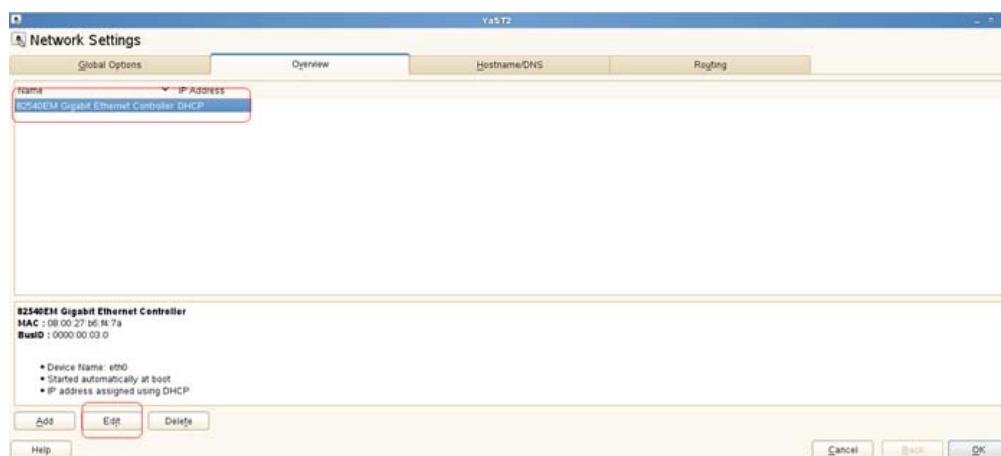 YaST2
Network Settings
Global Options
Overview
Hostname/DNS
Routing
Name IP Address
82540EM Gigabit Ethernet Controller DHCP
82540EM Gigabit Ethernet Controller
MAC : 08:00:27:b6:f4:7a
BusID : 0000:00:03.0
• Device Name: eth0
• Started automatically at boot
• IP address assigned using DHCP
Add Edit Delete
Help Cancel Back OK